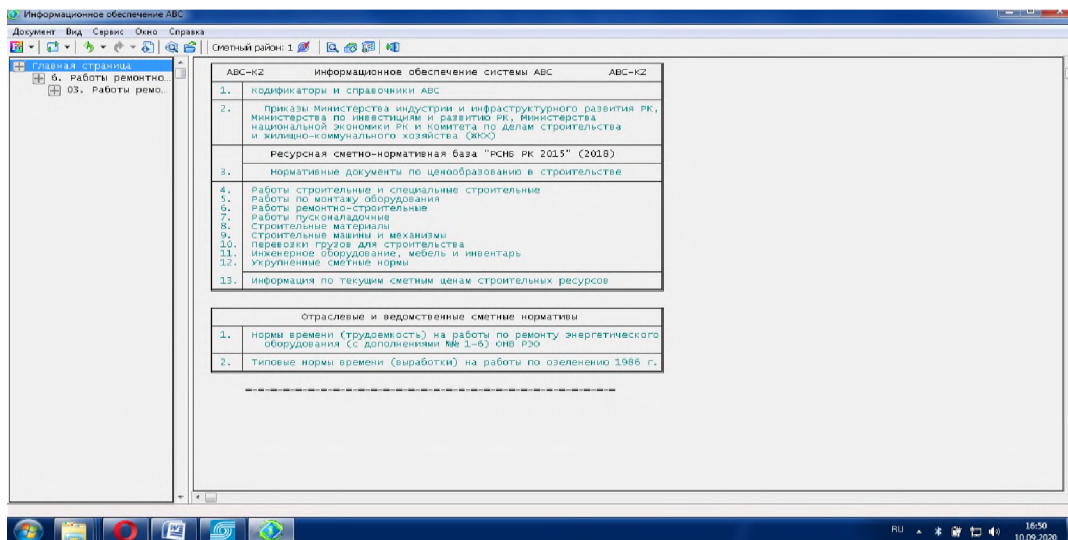 Информационное обеспечение АВС
Документ Вид Сервис Окно Справка
Сметный район: 1
Главная страница
6. Работы ремонтно...
03. Работы ремо...
ABC-KZ Информационное обеспечение системы АВС ABC-KZ
1. Кодификаторы и справочники АВС
2. Приказы Министерства индустрии и инфраструктурного развития РК,
Министерства по инвестициям и развитию РК, Министерства
национальной экономики РК и Комитета по делам строительства
и жилищно-коммунального хозяйства (ЖКХ)
Ресурсная сметно-нормативная база "РСНБ РК 2015" (2018)
3. Нормативные документы по ценообразованию в строительстве
4. Работы строительные и специальные строительные
5. Работы по монтажу оборудования
6. Работы ремонтно-строительные
7. Работы пусконаладочные
8. Строительные материалы
9. Строительные машины и механизмы
10. Перевозки грузов для строительства
11. Инженерное оборудование, мебель и инвентарь
12. Укрупненные сметные нормы
13. Информация по текущим сметным ценам строительных ресурсов
Отраслевые и ведомственные сметные нормативы
1. Нормы времени (трудоемкость) на работы по ремонту энергетического
оборудования (с дополнениями №№ 1-6) ОНВ РЭО
2. Типовые нормы времени (выработки) на работы по озеленению 1986 г.
RU
16:50
10.09.2020